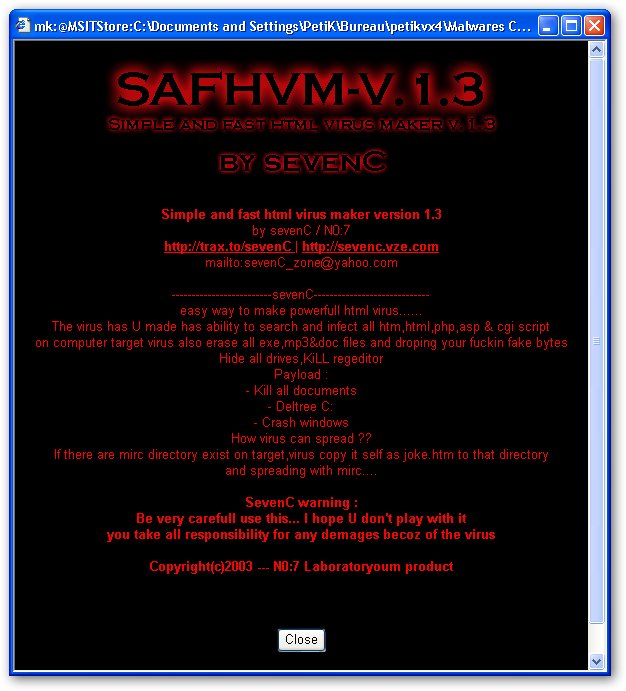 mk:@MSITStore:C:\Documents and Settings\PetiK\Bureau\petikvx4\Malwares C...
SAFHVM-V.1.3
Simple and fast html virus maker v.1.3
by sevenC
Simple and fast html virus maker version 1.3
by sevenC / N0:7
http://trax.to/sevenC | http://sevenc.vze.com
mailto:sevenC_zone@yahoo.com
-------------------------sevenC-----------------------------
easy way to make powerfull html virus......
The virus has U made has ability to search and infect all htm,html,php,asp & cgi script
on computer target virus also erase all exe,mp3&doc files and droping your fuckin fake bytes
Hide all drives,KiLL regeditor
Payload :
- Kill all documents
- Deltree C:
- Crash windows
How virus can spread ??
If there are mirc directory exist on target,virus copy it self as joke.htm to that directory
and spreading with mirc....
SevenC warning :
Be very carefull use this... I hope U don't play with it
you take all responsibility for any demages becoz of the virus
Copyright(c)2003 --- N0:7 Laboratoryoum product
Close